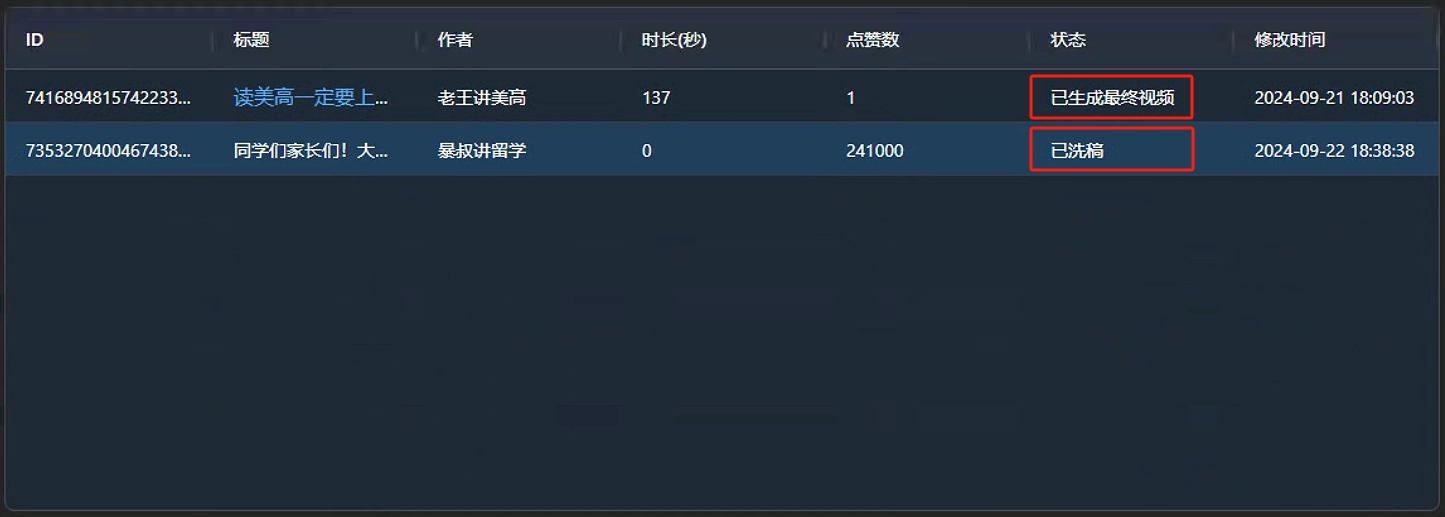 ID 标题 作者 时长(秒) 点赞数 状态 修改时间
7416894815742233... 读美高一定要上... 老王讲美高 137 1 已生成最终视频 2024-09-21 18:09:03
7353270400467438... 同学们家长们！大... 暴叔讲留学 0 241000 已洗稿 2024-09-22 18:38:38